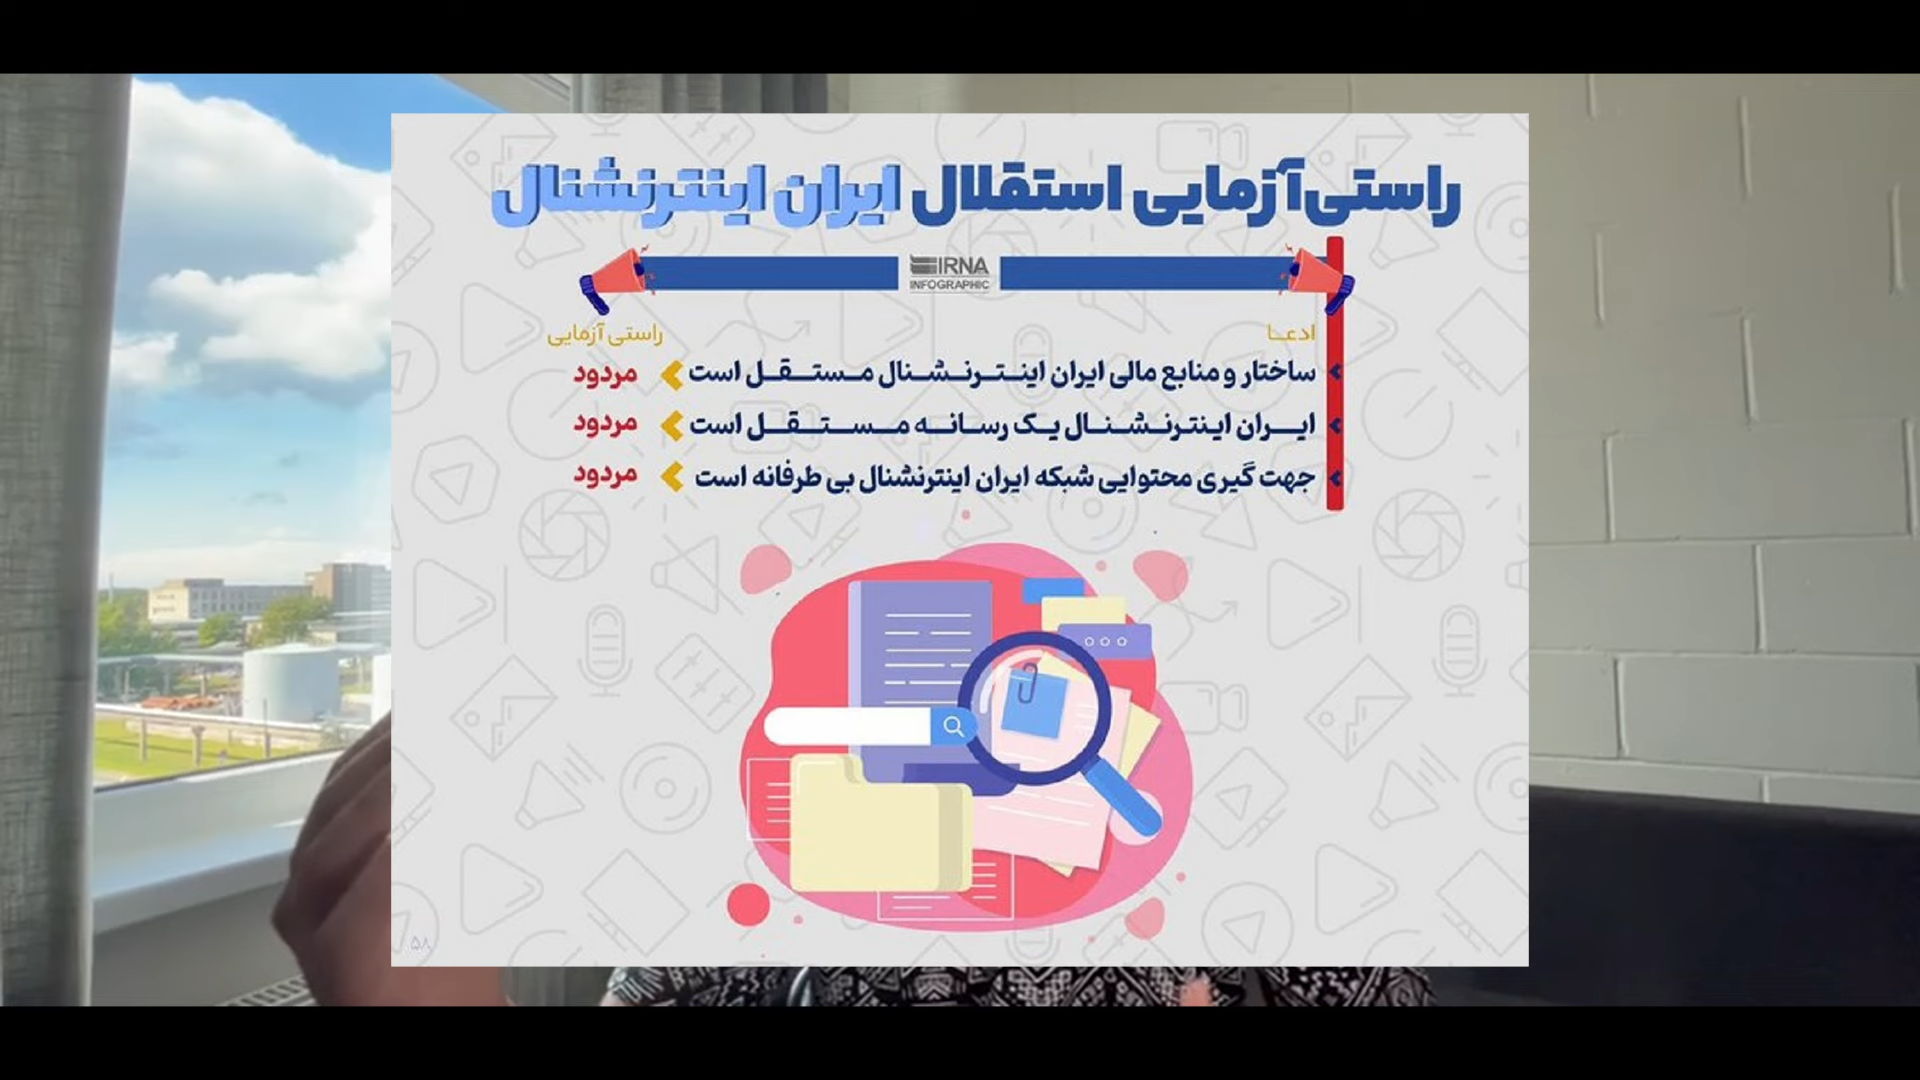 راستی‌آزمایی استقلال ایران اینترنشنال
IRNA
INFOGRAPHIC
ادعا
راستی آزمایی
ساختار و منابع مالی ایران اینترنشنال مستقل است
مردود
ایران اینترنشنال یک رسانه مستقل است
مردود
جهت گیری محتوایی شبکه ایران اینترنشنال بی طرفانه است
مردود
۵۸